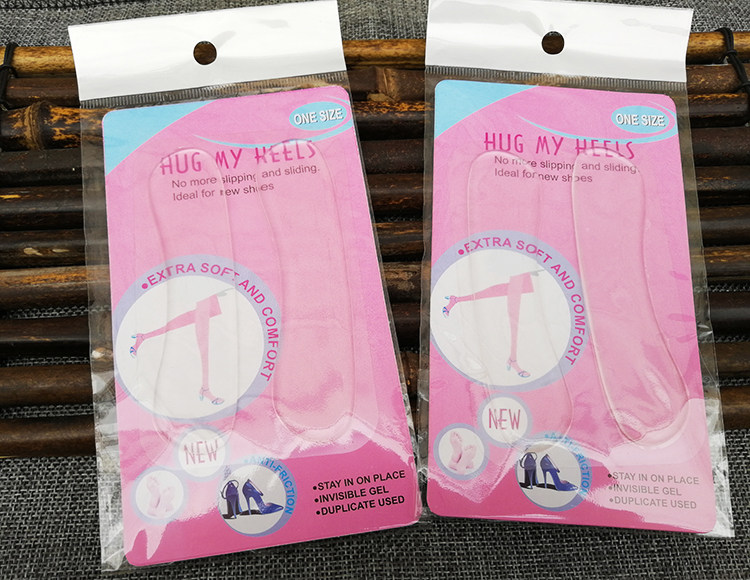 ONE SIZE
HUG MY HEELS
No more slipping and sliding.
Ideal for new shoes
•EXTRA SOFT AND COMFORT
NEW
•ANTI-FRICTION
•STAY IN ON PLACE
•INVISIBLE GEL
•DUPLICATE USED
ONE SIZE
HUG MY HEELS
No more slipping and sliding.
Ideal for new shoes
•EXTRA SOFT AND COMFORT
NEW
•ANTI-FRICTION
•STAY IN ON PLACE
•INVISIBLE GEL
•DUPLICATE USED